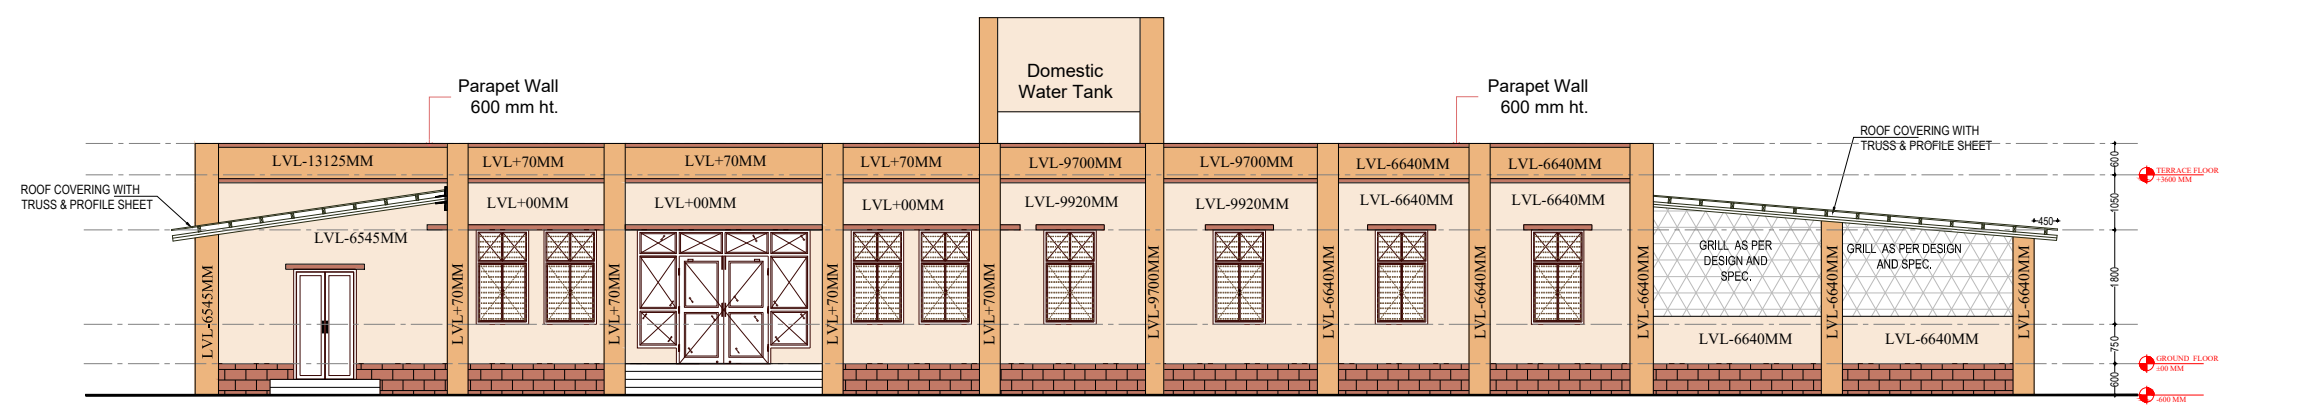 Domestic
Water Tank
Parapet Wall
600 mm ht.
Parapet Wall
600 mm ht.
ROOF COVERING WITH
TRUSS & PROFILE SHEET
LVL-13125MM
LVL+70MM
LVL+70MM
LVL+70MM
LVL-9700MM
LVL-9700MM
LVL-6640MM
LVL-6640MM
600
TERRACE FLOOR
+3600 MM
ROOF COVERING WITH
TRUSS & PROFILE SHEET
LVL+00MM
LVL+00MM
LVL+00MM
LVL-9920MM
LVL-9920MM
LVL-6640MM
LVL-6640MM
1050
450
LVL-6545MM
GRILL AS PER
DESIGN AND
SPEC.
GRILL AS PER DESIGN
AND SPEC.
LVL-6545MM
LVL+70MM
LVL+70MM
LVL+70MM
LVL+70MM
LVL-9700MM
LVL-6640MM
LVL-6640MM
LVL-6640MM
LVL-6640MM
LVL-6640MM
1800
LVL-6640MM
LVL-6640MM
750
GROUND FLOOR
±00 MM
600
-600 MM